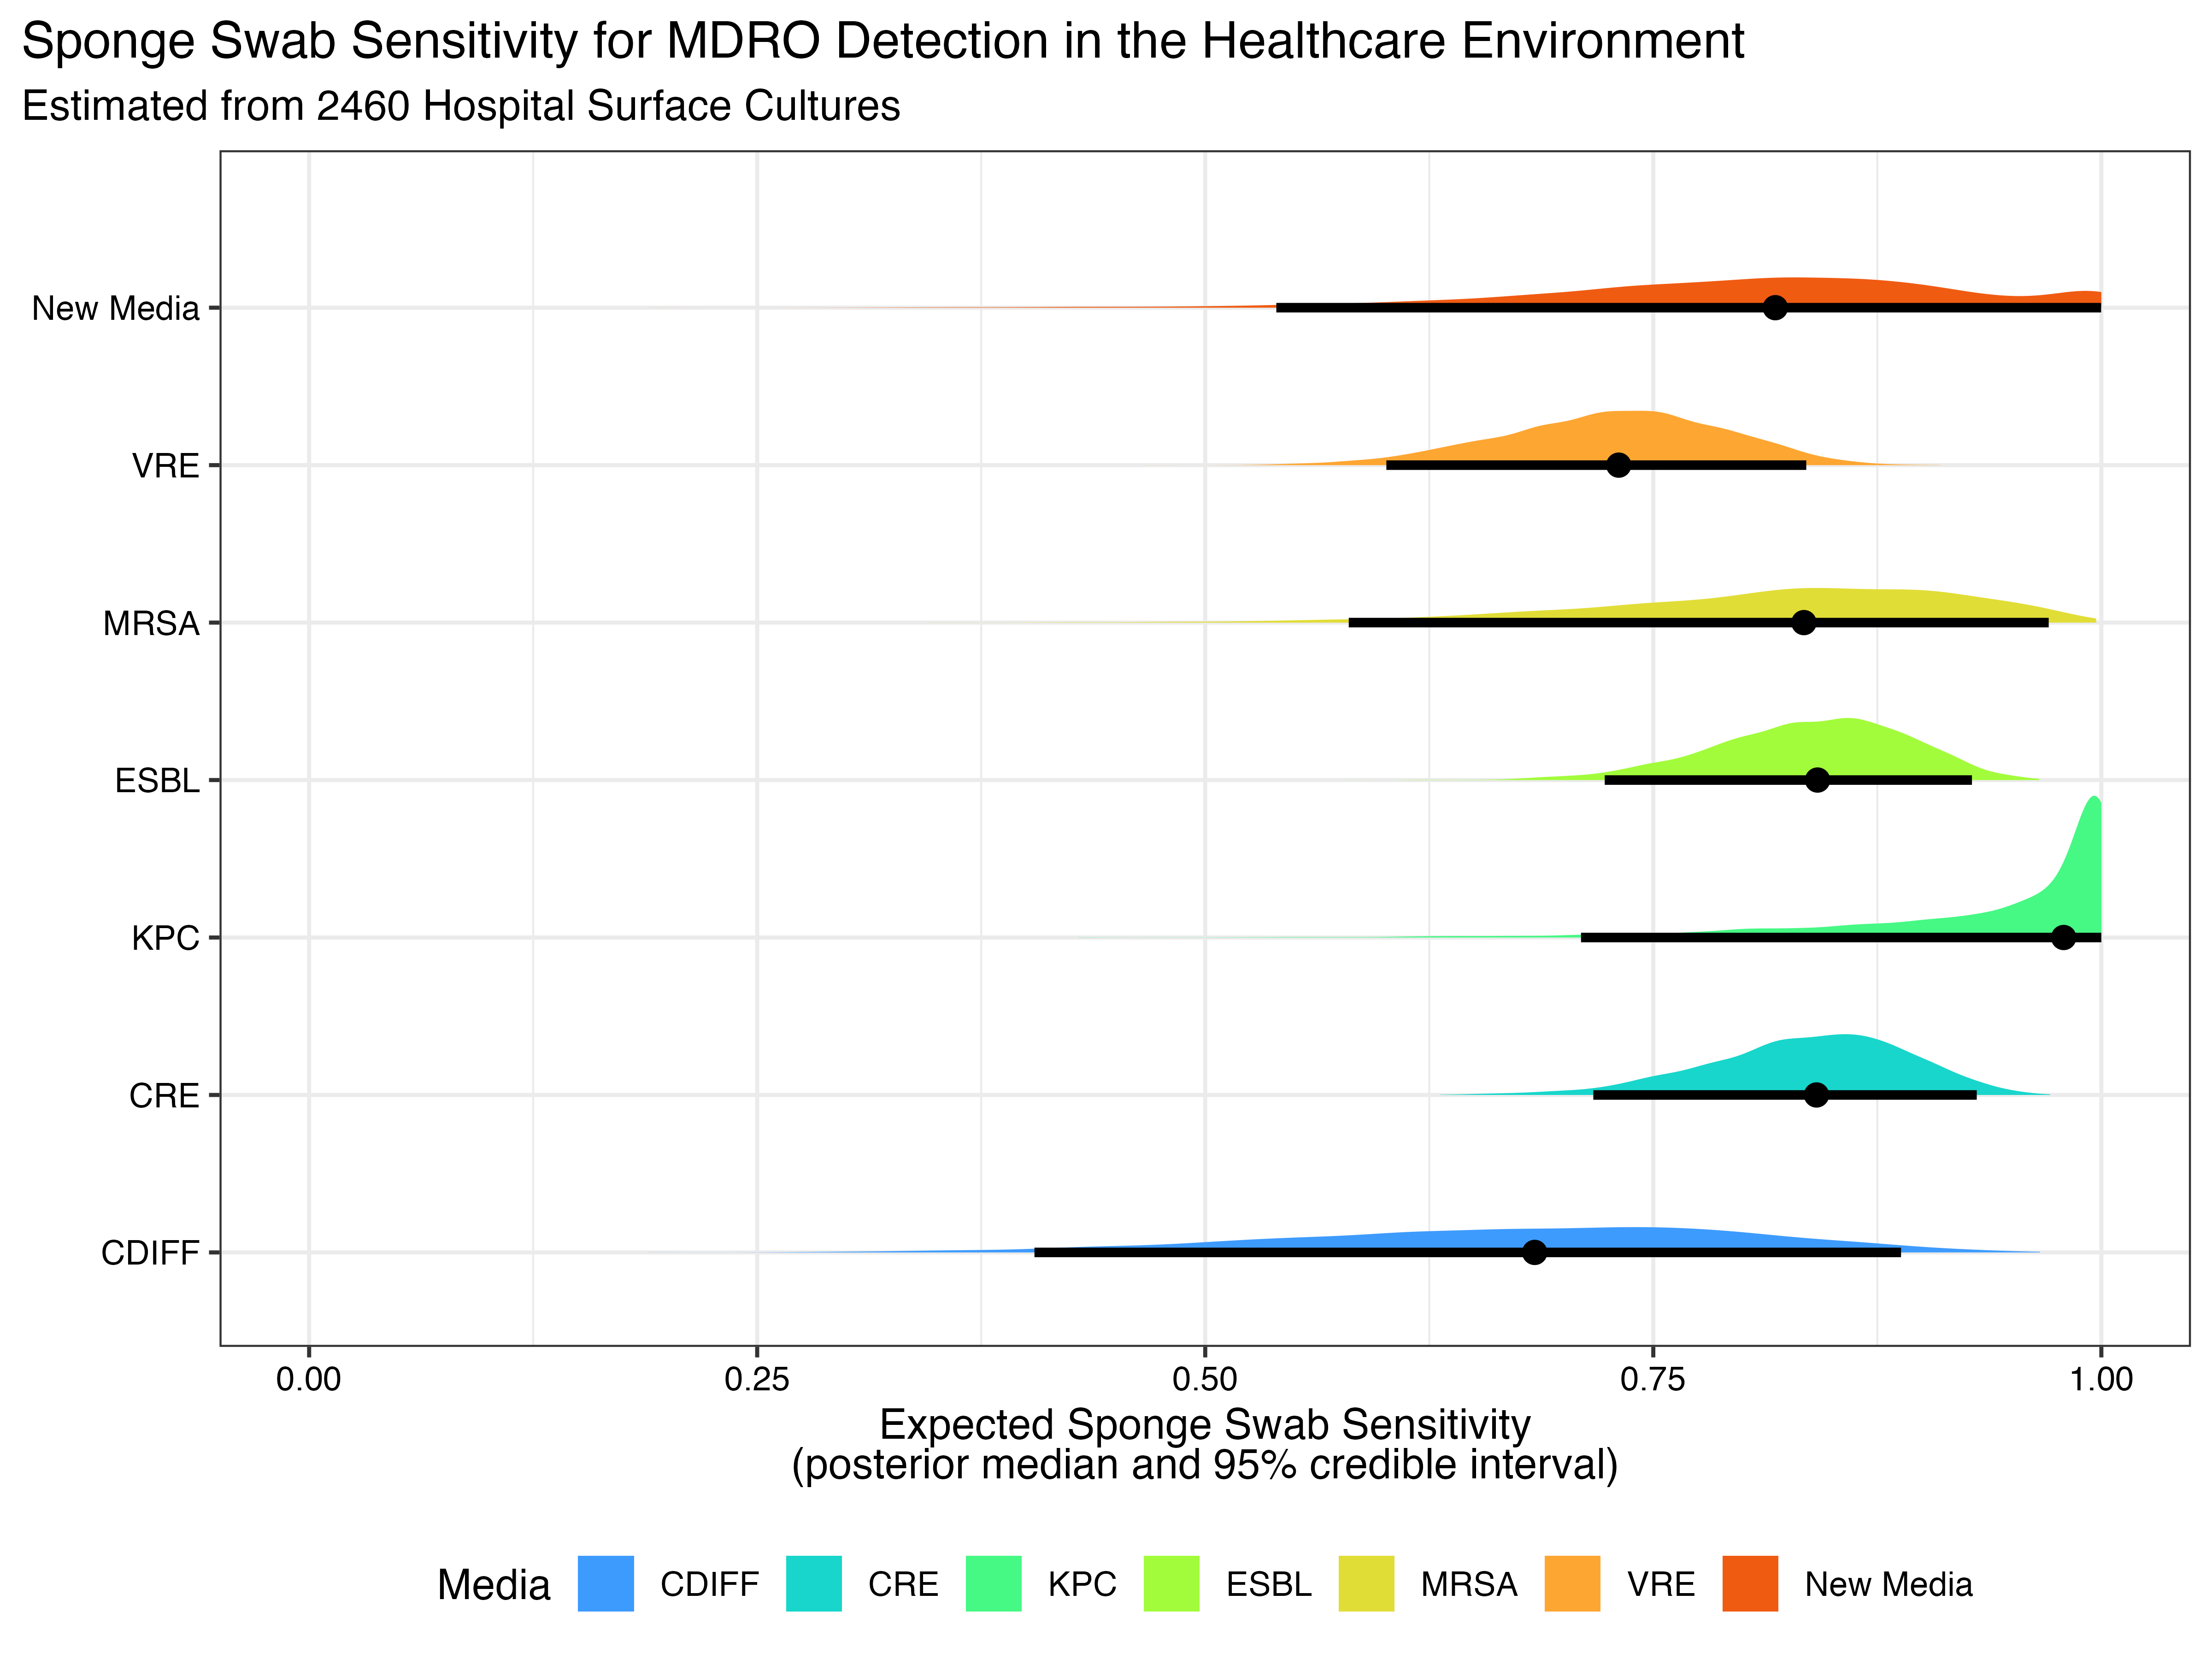 Sponge Swab Sensitivity for MDRO Detection in the Healthcare Environment
Estimated from 2460 Hospital Surface Cultures
New Media
VRE
MRSA
ESBL
KPC
CRE
CDIFF
0.00 0.25 0.50 0.75 1.00
Expected Sponge Swab Sensitivity
(posterior median and 95% credible interval)
Media CDIFF CRE KPC ESBL MRSA VRE New Media